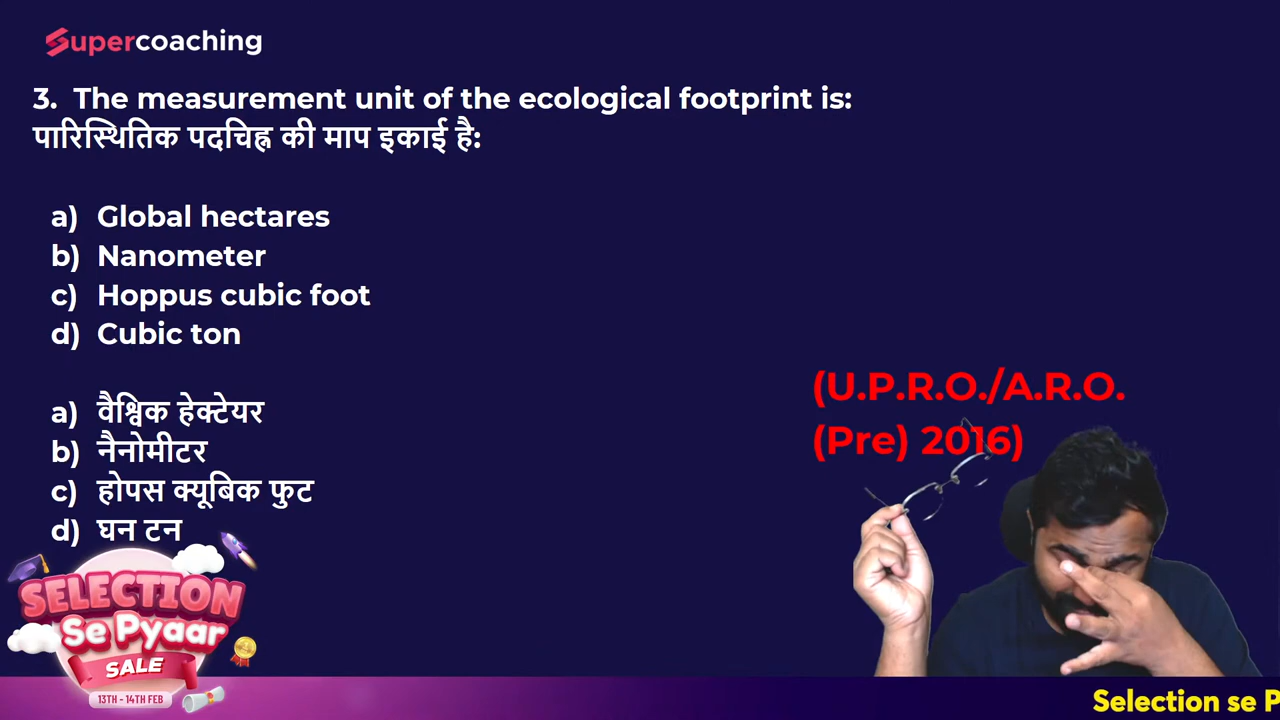 Supercoaching
3. The measurement unit of the ecological footprint is:
पारिस्थितिक पदचिह्न की माप इकाई है:
a) Global hectares
b) Nanometer
c) Hoppus cubic foot
d) Cubic ton
a) वैश्विक हेक्टेयर
b) नैनोमीटर
c) होपस क्यूबिक फुट
d) घन टन
(U.P.R.O./A.R.O.
(Pre) 2016)
SELECTION
Se Pyaar
SALE
13TH - 14TH FEB
Selection se P